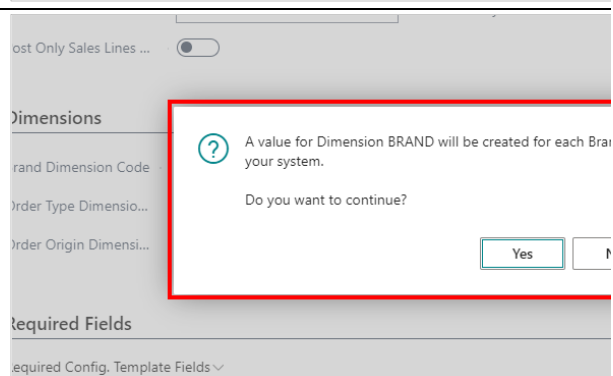 ost Only Sales Lines ...
Dimensions
A value for Dimension BRAND will be created for each Bran
your system.
rand Dimension Code
Do you want to continue?
Order Type Dimensio...
Order Origin Dimensi...
Yes
N
Required Fields
equired Config. Template Fields